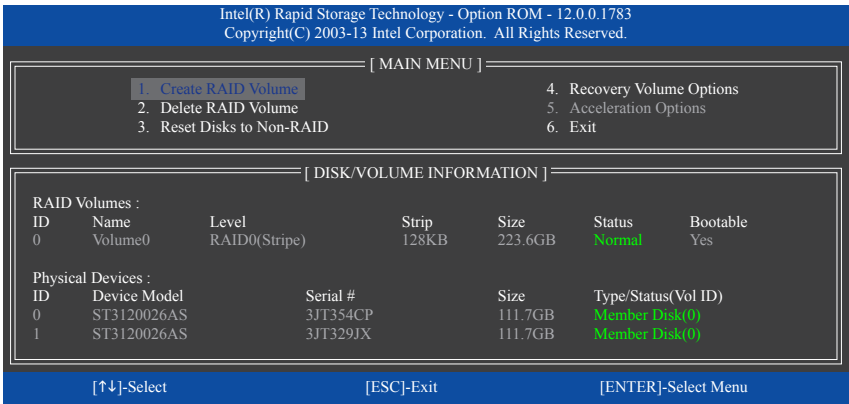 Intel(R) Rapid Storage Technology - Option ROM - 12.0.0.1783
Copyright(C) 2003-13 Intel Corporation. All Rights Reserved.
[ MAIN MENU ]
1. Create RAID Volume 4. Recovery Volume Options
2. Delete RAID Volume 5. Acceleration Options
3. Reset Disks to Non-RAID 6. Exit
[ DISK/VOLUME INFORMATION ]
RAID Volumes :
ID Name Level Strip Size Status Bootable
0 Volume0 RAID0(Stripe) 128KB 223.6GB Normal Yes
Physical Devices :
ID Device Model Serial # Size Type/Status(Vol ID)
0 ST3120026AS 3JT354CP 111.7GB Member Disk(0)
1 ST3120026AS 3JT329JX 111.7GB Member Disk(0)
[↑↓]-Select [ESC]-Exit [ENTER]-Select Menu